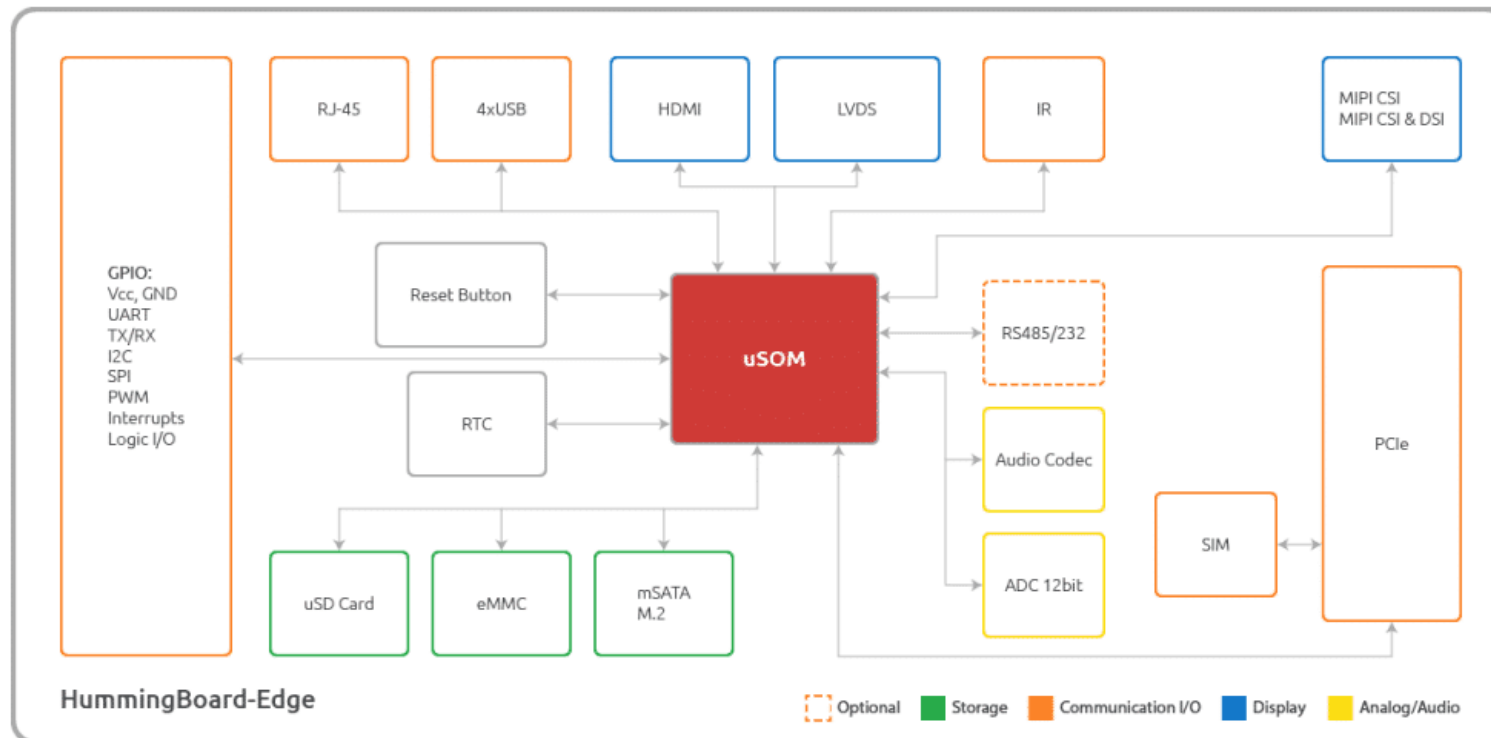 RJ-45
4xUSB
HDMI
LVDS
IR
MIPI CSI
MIPI CSI & DSI
GPIO:
Vcc, GND
UART
TX/RX
I2C
SPI
PWM
Interrupts
Logic I/O
Reset Button
uSOM
RS485/232
RTC
Audio Codec
PCIe
SIM
ADC 12bit
uSD Card
eMMC
mSATA
M.2
HummingBoard-Edge
Optional
Storage
Communication I/O
Display
Analog/Audio